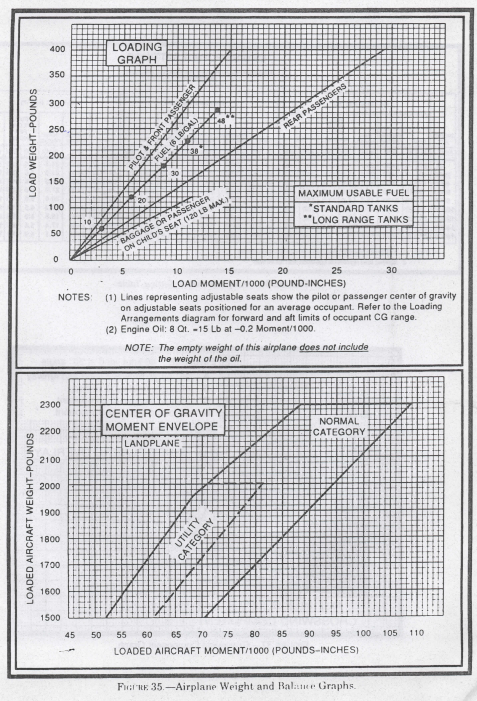 LOADING
GRAPH
LOAD WEIGHT–POUNDS
400
350
300
250
200
150
100
50
0
PILOT & FRONT PASSENGER
FUEL (6 LB/GAL)
REAR PASSENGERS
BAGGAGE OR PASSENGER
ON CHILD'S SEAT (120 LB MAX.)
48**
38*
30
20
10
MAXIMUM USABLE FUEL
*STANDARD TANKS
**LONG RANGE TANKS
0 5 10 15 20 25 30
LOAD MOMENT/1000 (POUND-INCHES)
NOTES: (1) Lines representing adjustable seats show the pilot or passenger center of gravity
on adjustable seats positioned for an average occupant. Refer to the Loading
Arrangements diagram for forward and aft limits of occupant CG range.
(2) Engine Oil: 8 Qt. =15 Lb at –0.2 Moment/1000.
NOTE: The empty weight of this airplane does not include
the weight of the oil.
CENTER OF GRAVITY
MOMENT ENVELOPE
LANDPLANE
LOADED AIRCRAFT WEIGHT–POUNDS
2300
2200
2100
2000
1900
1800
1700
1600
1500
NORMAL
CATEGORY
UTILITY
CATEGORY
45 50 55 60 65 70 75 80 85 90 95 100 105 110
LOADED AIRCRAFT MOMENT/1000 (POUNDS–INCHES)
FIGURE 35.—Airplane Weight and Balance Graphs.